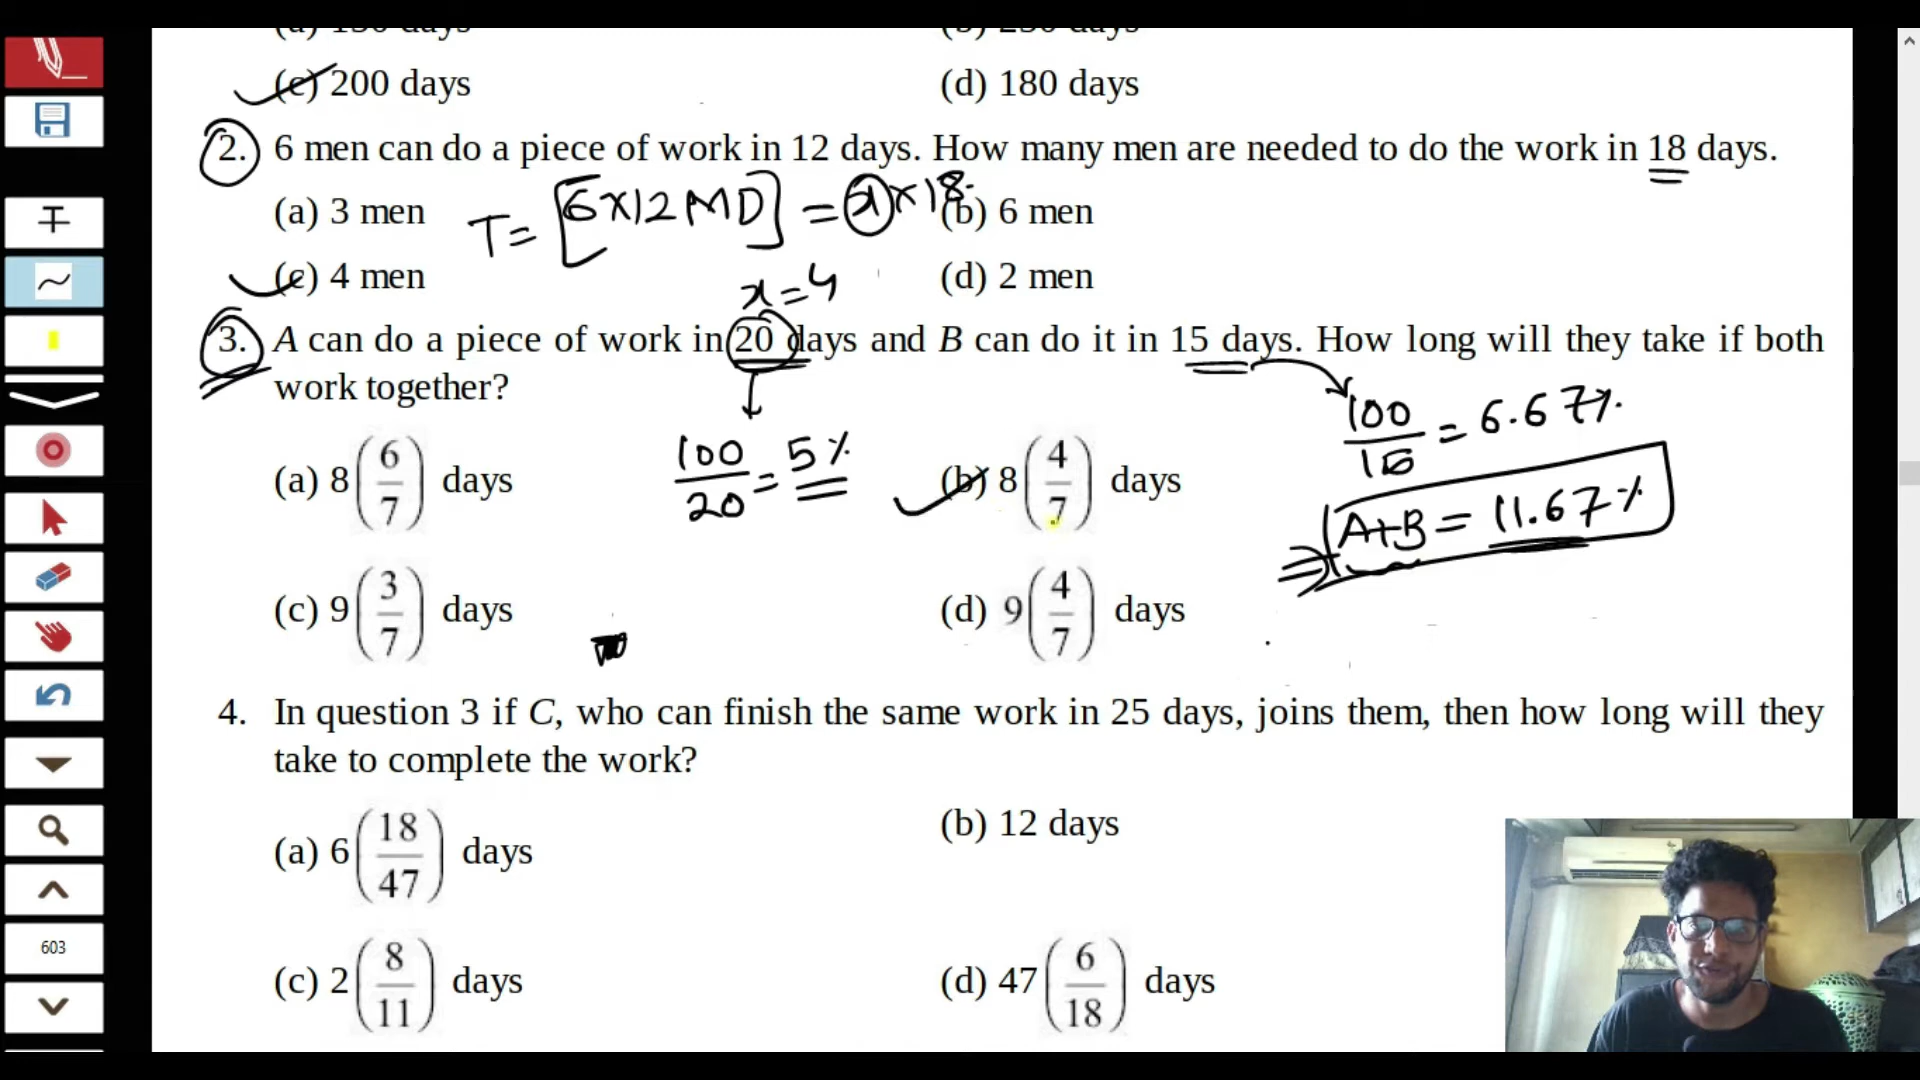 (c) 200 days
(d) 180 days
2. 6 men can do a piece of work in 12 days. How many men are needed to do the work in 18 days.
(a) 3 men
T = [6×12 MD] = x × 18
(b) 6 men
(c) 4 men
x = 4
(d) 2 men
3. A can do a piece of work in 20 days and B can do it in 15 days. How long will they take if both
work together?
100/15 = 6.67%
(a) 8(6/7) days
100/20 = 5%
(b) 8(4/7) days
A+B = 11.67%
(c) 9(3/7) days
(d) 9(4/7) days
4. In question 3 if C, who can finish the same work in 25 days, joins them, then how long will they
take to complete the work?
(a) 6(18/47) days
(b) 12 days
(c) 2(8/11) days
(d) 47(6/18) days
603